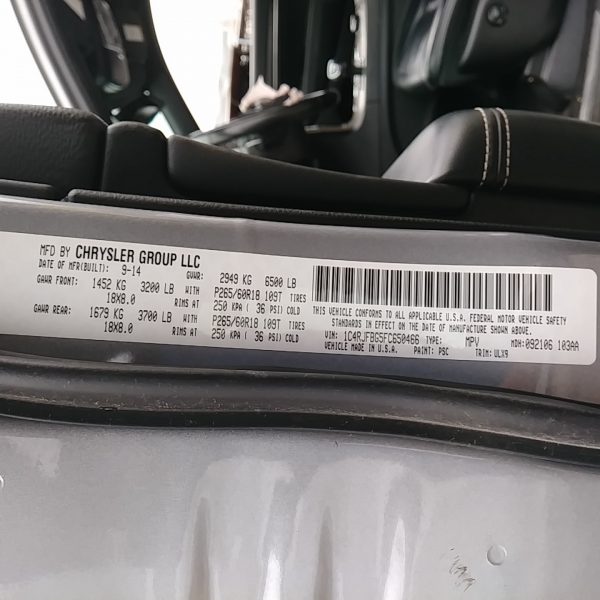 MFD BY CHRYSLER GROUP LLC
DATE OF MFR(BUILT): 9-14 GVWR: 2949 KG 6500 LB
GAWR FRONT: 1452 KG 3200 LB WITH P265/60R18 109T TIRES
18X8.0 RIMS AT 250 KPA ( 36 PSI) COLD
GAWR REAR: 1679 KG 3700 LB WITH P265/60R18 109T TIRES
18X8.0 RIMS AT 250 KPA ( 36 PSI) COLD
THIS VEHICLE CONFORMS TO ALL APPLICABLE U.S.A. FEDERAL MOTOR VEHICLE
SAFETY STANDARDS IN EFFECT ON THE DATE OF MANUFACTURE SHOWN ABOVE.
VIN: 1C4RJFBG5FC650466 TYPE: MPV MDH: 092106 103AA
VEHICLE MADE IN U.S.A. PAINT: PSC TRIM: ULX9